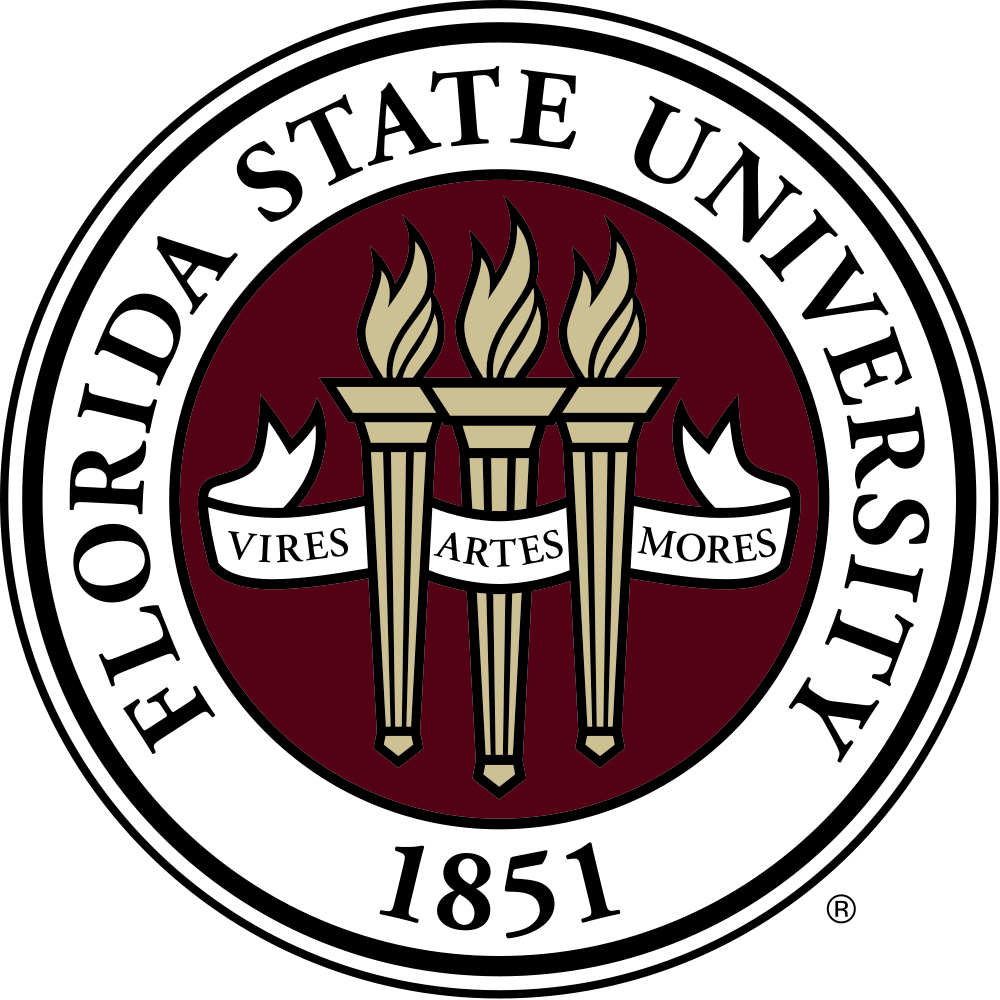 FLORIDA STATE UNIVERSITY
VIRES ARTES MORES
1851
®